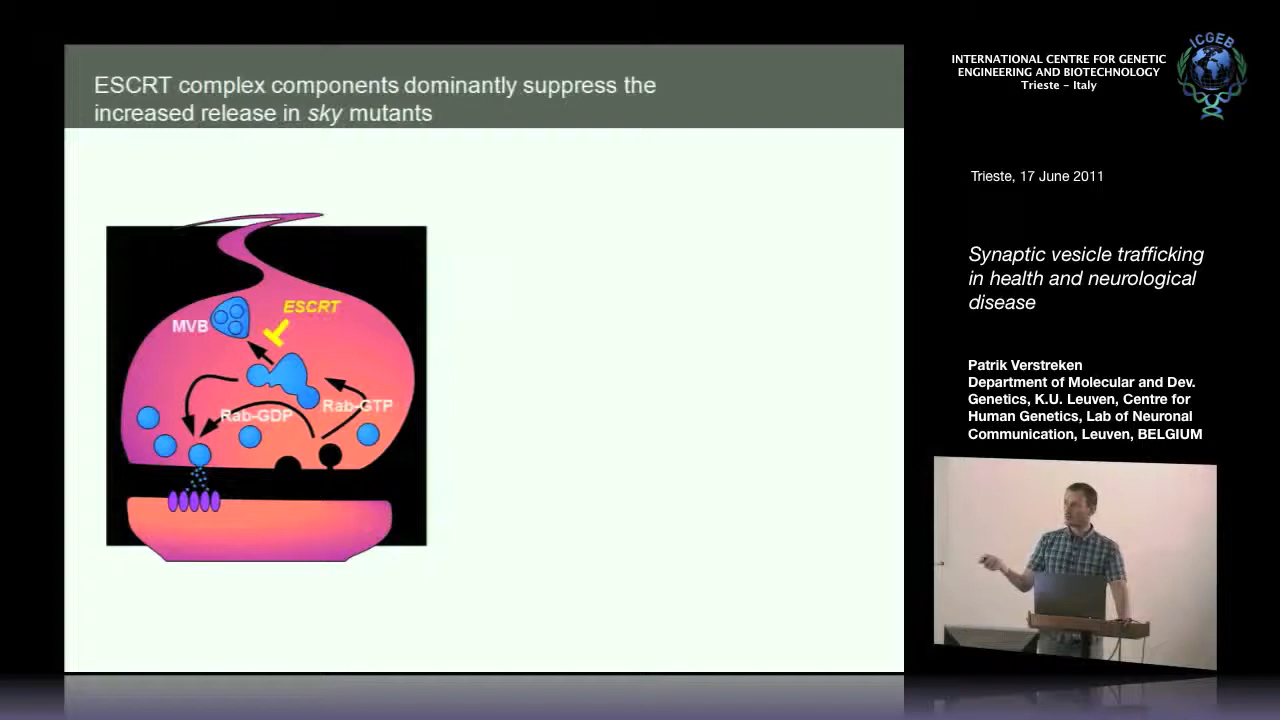 ESCRT complex components dominantly suppress the
increased release in sky mutants
MVB
ESCRT
Rab-GDP
Rab-GTP
INTERNATIONAL CENTRE FOR GENETIC
ENGINEERING AND BIOTECHNOLOGY
Trieste - Italy
ICGEB
Trieste, 17 June 2011
Synaptic vesicle trafficking
in health and neurological
disease
Patrik Verstreken
Department of Molecular and Dev.
Genetics, K.U. Leuven, Centre for
Human Genetics, Lab of Neuronal
Communication, Leuven, BELGIUM